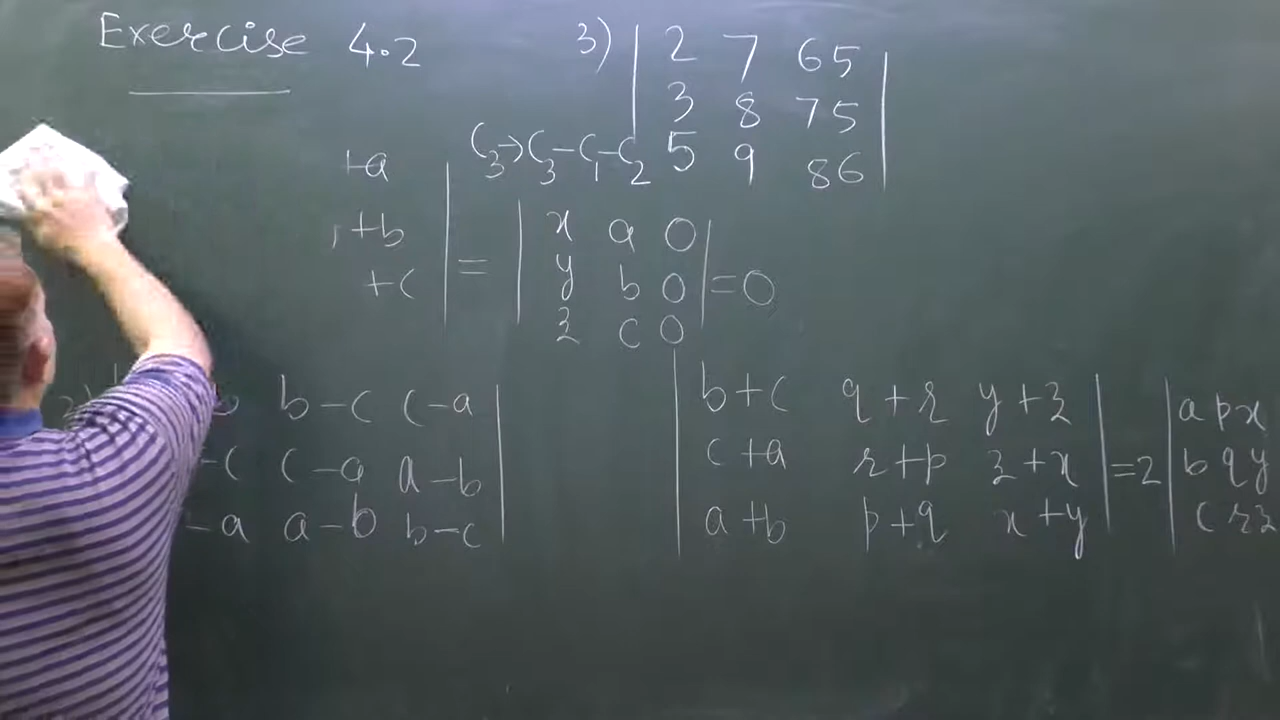 Exercise 4.2
3) | 2 7 65 |
3 8 75
5 9 86
C3→C3-C1-C2
+a
+b
+c
= | x a 0 | = 0
y b 0
z c 0
2) b b-c c-a |
-c c-a a-b
-a a-b b-c
| b+c q+r y+z | = 2 | a p x
c+a r+p z+x b q y
a+b p+q x+y c r z